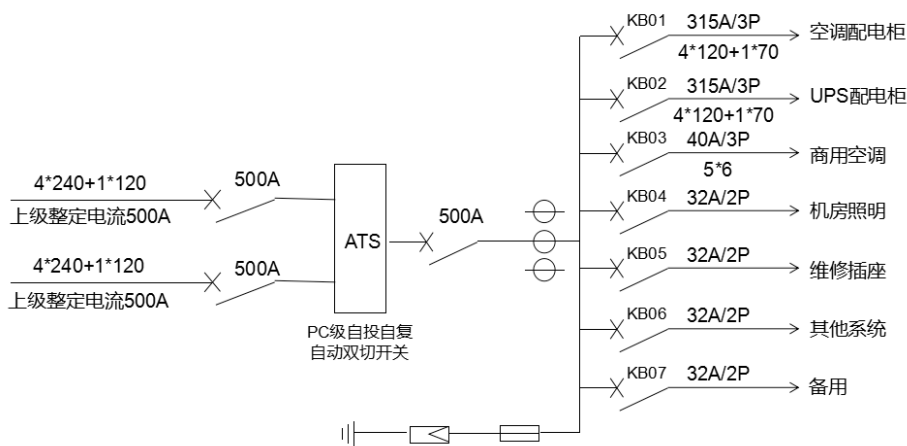 KB01 315A/3P 空调配电柜
4*120+1*70
KB02 315A/3P UPS配电柜
4*120+1*70
KB03 40A/3P 商用空调
5*6
4*240+1*120 500A
上级整定电流500A
KB04 32A/2P 机房照明
500A
ATS
4*240+1*120 500A
上级整定电流500A
KB05 32A/2P 维修插座
PC级自投自复
自动双切开关
KB06 32A/2P 其他系统
KB07 32A/2P 备用